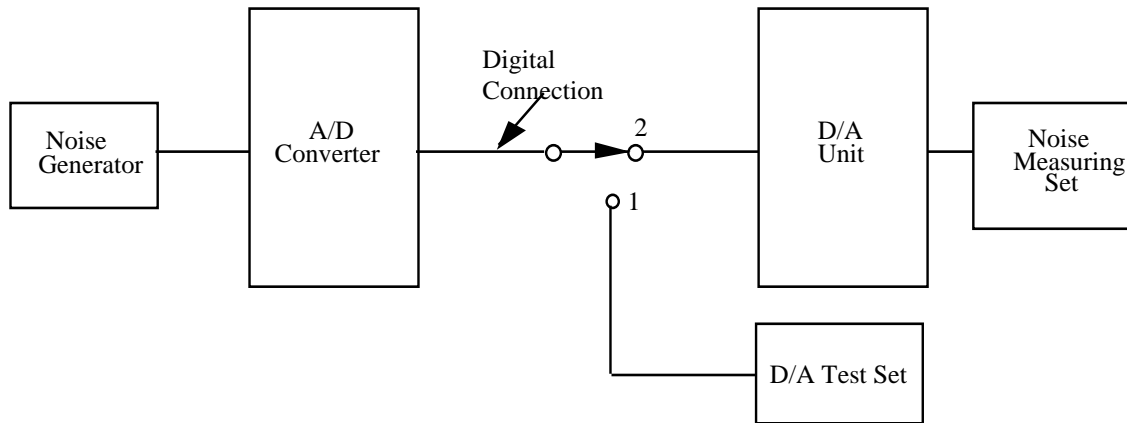 Digital
Connection
Noise
Generator
A/D
Converter
2
D/A
Unit
Noise
Measuring
Set
1
D/A Test Set